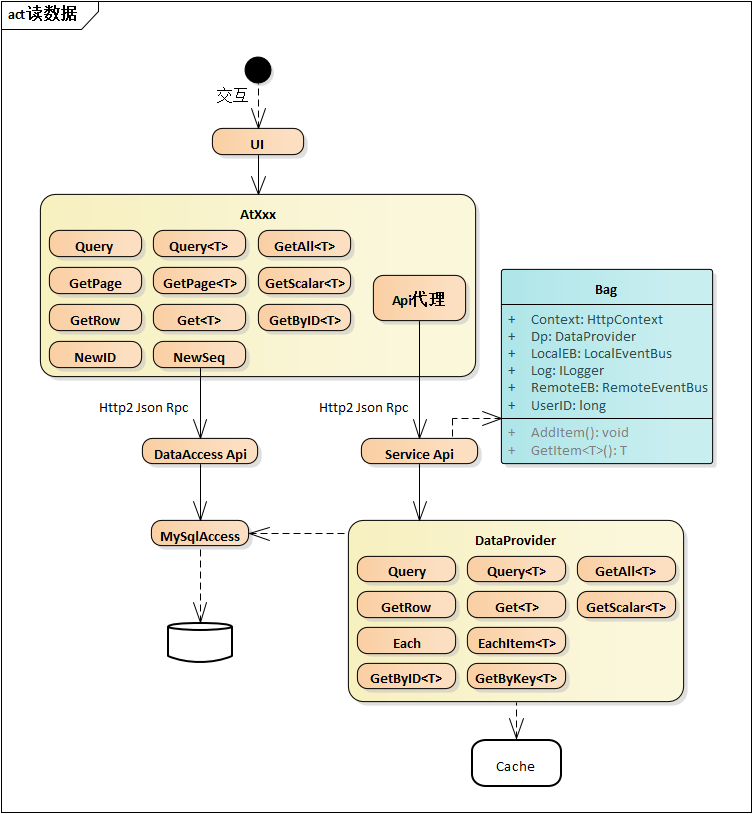 act 读数据
交互
UI
AtXxx
Query
Query<T>
GetAll<T>
GetPage
GetPage<T>
GetScalar<T>
GetRow
Get<T>
GetByID<T>
NewID
NewSeq
Api代理
Bag
+ Context: HttpContext
+ Dp: DataProvider
+ LocalEB: LocalEventBus
+ Log: ILogger
+ RemoteEB: RemoteEventBus
+ UserID: long
+ AddItem(): void
+ GetItem<T>(): T
Http2 Json Rpc
Http2 Json Rpc
DataAccess Api
Service Api
MySqlAccess
DataProvider
Query
Query<T>
GetAll<T>
GetRow
Get<T>
GetScalar<T>
Each
EachItem<T>
GetByID<T>
GetByKey<T>
Cache